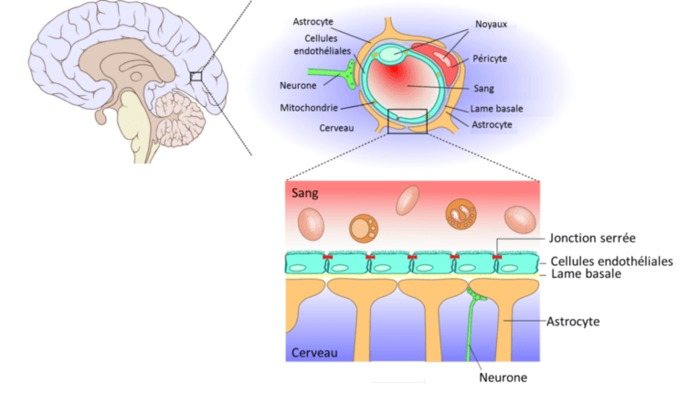 Astrocyte
Cellules
endothéliales
Neurone
Mitochondrie
Cerveau
Noyaux
Péricyte
Sang
Lame basale
Astrocyte
Sang
Jonction serrée
Cellules endothéliales
Lame basale
Astrocyte
Cerveau
Neurone